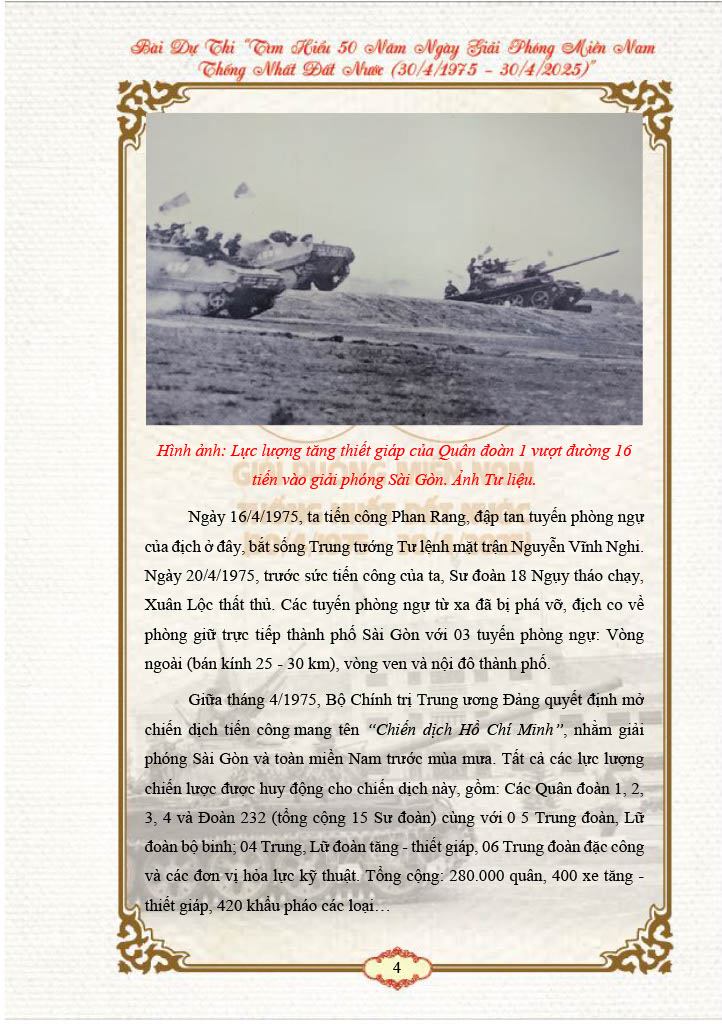 Bài Dự Thi “Tìm Hiểu 50 Năm Ngày Giải Phóng Miền Nam
Thống Nhất Đất Nước (30/4/1975 – 30/4/2025)”
Hình ảnh: Lực lượng tăng thiết giáp của Quân đoàn 1 vượt đường 16
tiến vào giải phóng Sài Gòn. Ảnh Tư liệu.
GIẢI PHÓNG MIỀN NAM
Ngày 16/4/1975, ta tiến công Phan Rang, đập tan tuyến phòng ngự
của địch ở đây, bắt sống Trung tướng Tư lệnh mặt trận Nguyễn Vĩnh Nghi.
Ngày 20/4/1975, trước sức tiến công của ta, Sư đoàn 18 Ngụy tháo chạy,
Xuân Lộc thất thủ. Các tuyến phòng ngự từ xa đã bị phá vỡ, địch co về
phòng giữ trực tiếp thành phố Sài Gòn với 03 tuyến phòng ngự: Vòng
ngoài (bán kính 25 - 30 km), vòng ven và nội đô thành phố.
Giữa tháng 4/1975, Bộ Chính trị Trung ương Đảng quyết định mở
chiến dịch tiến công mang tên “Chiến dịch Hồ Chí Minh”, nhằm giải
phóng Sài Gòn và toàn miền Nam trước mùa mưa. Tất cả các lực lượng
chiến lược được huy động cho chiến dịch này, gồm: Các Quân đoàn 1, 2,
3, 4 và Đoàn 232 (tổng cộng 15 Sư đoàn) cùng với 0 5 Trung đoàn, Lữ
đoàn bộ binh; 04 Trung, Lữ đoàn tăng - thiết giáp, 06 Trung đoàn đặc công
và các đơn vị hỏa lực kỹ thuật. Tổng cộng: 280.000 quân, 400 xe tăng -
thiết giáp, 420 khẩu pháo các loại…
4